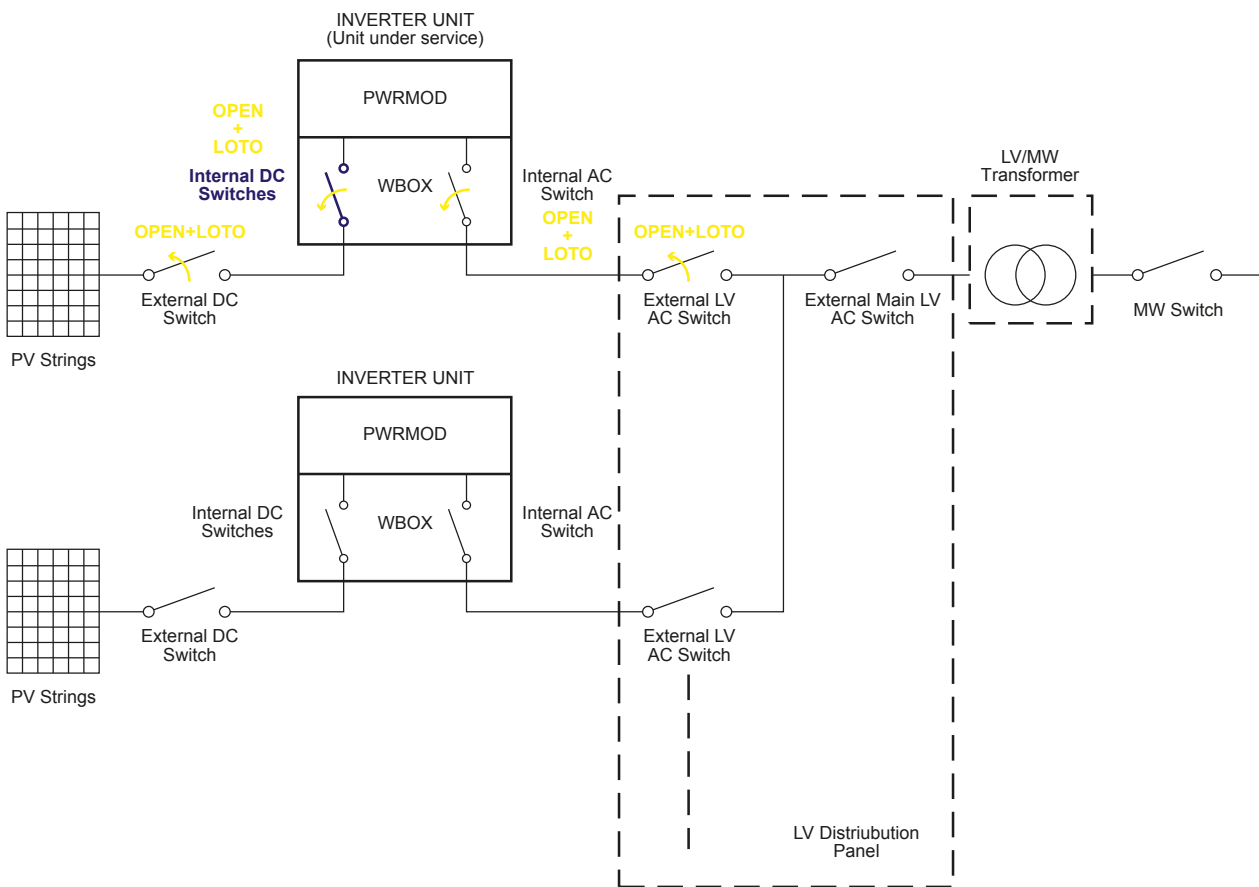 INVERTER UNIT
(Unit under service)
PWRMOD
OPEN
+
LOTO
Internal DC
Switches
WBOX
Internal AC
Switch
OPEN
+
LOTO
LV/MW
Transformer
OPEN+LOTO
External DC
Switch
OPEN+LOTO
External LV
AC Switch
External Main LV
AC Switch
MW Switch
PV Strings
INVERTER UNIT
PWRMOD
Internal DC
Switches
WBOX
Internal AC
Switch
External DC
Switch
External LV
AC Switch
PV Strings
LV Distriubution
Panel